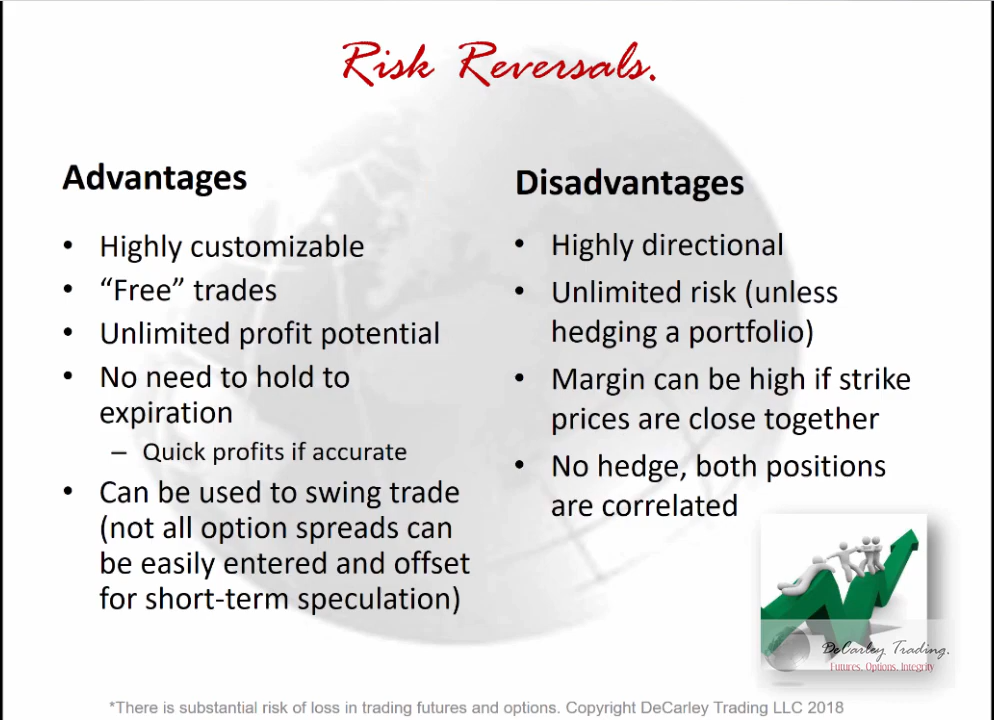 Risk Reversals.
Advantages
• Highly customizable
• “Free” trades
• Unlimited profit potential
• No need to hold to
expiration
– Quick profits if accurate
• Can be used to swing trade
(not all option spreads can
be easily entered and offset
for short-term speculation)
Disadvantages
• Highly directional
• Unlimited risk (unless
hedging a portfolio)
• Margin can be high if strike
prices are close together
• No hedge, both positions
are correlated
DeCarley Trading.
Futures, Options, Integrity
*There is substantial risk of loss in trading futures and options. Copyright DeCarley Trading LLC 2018